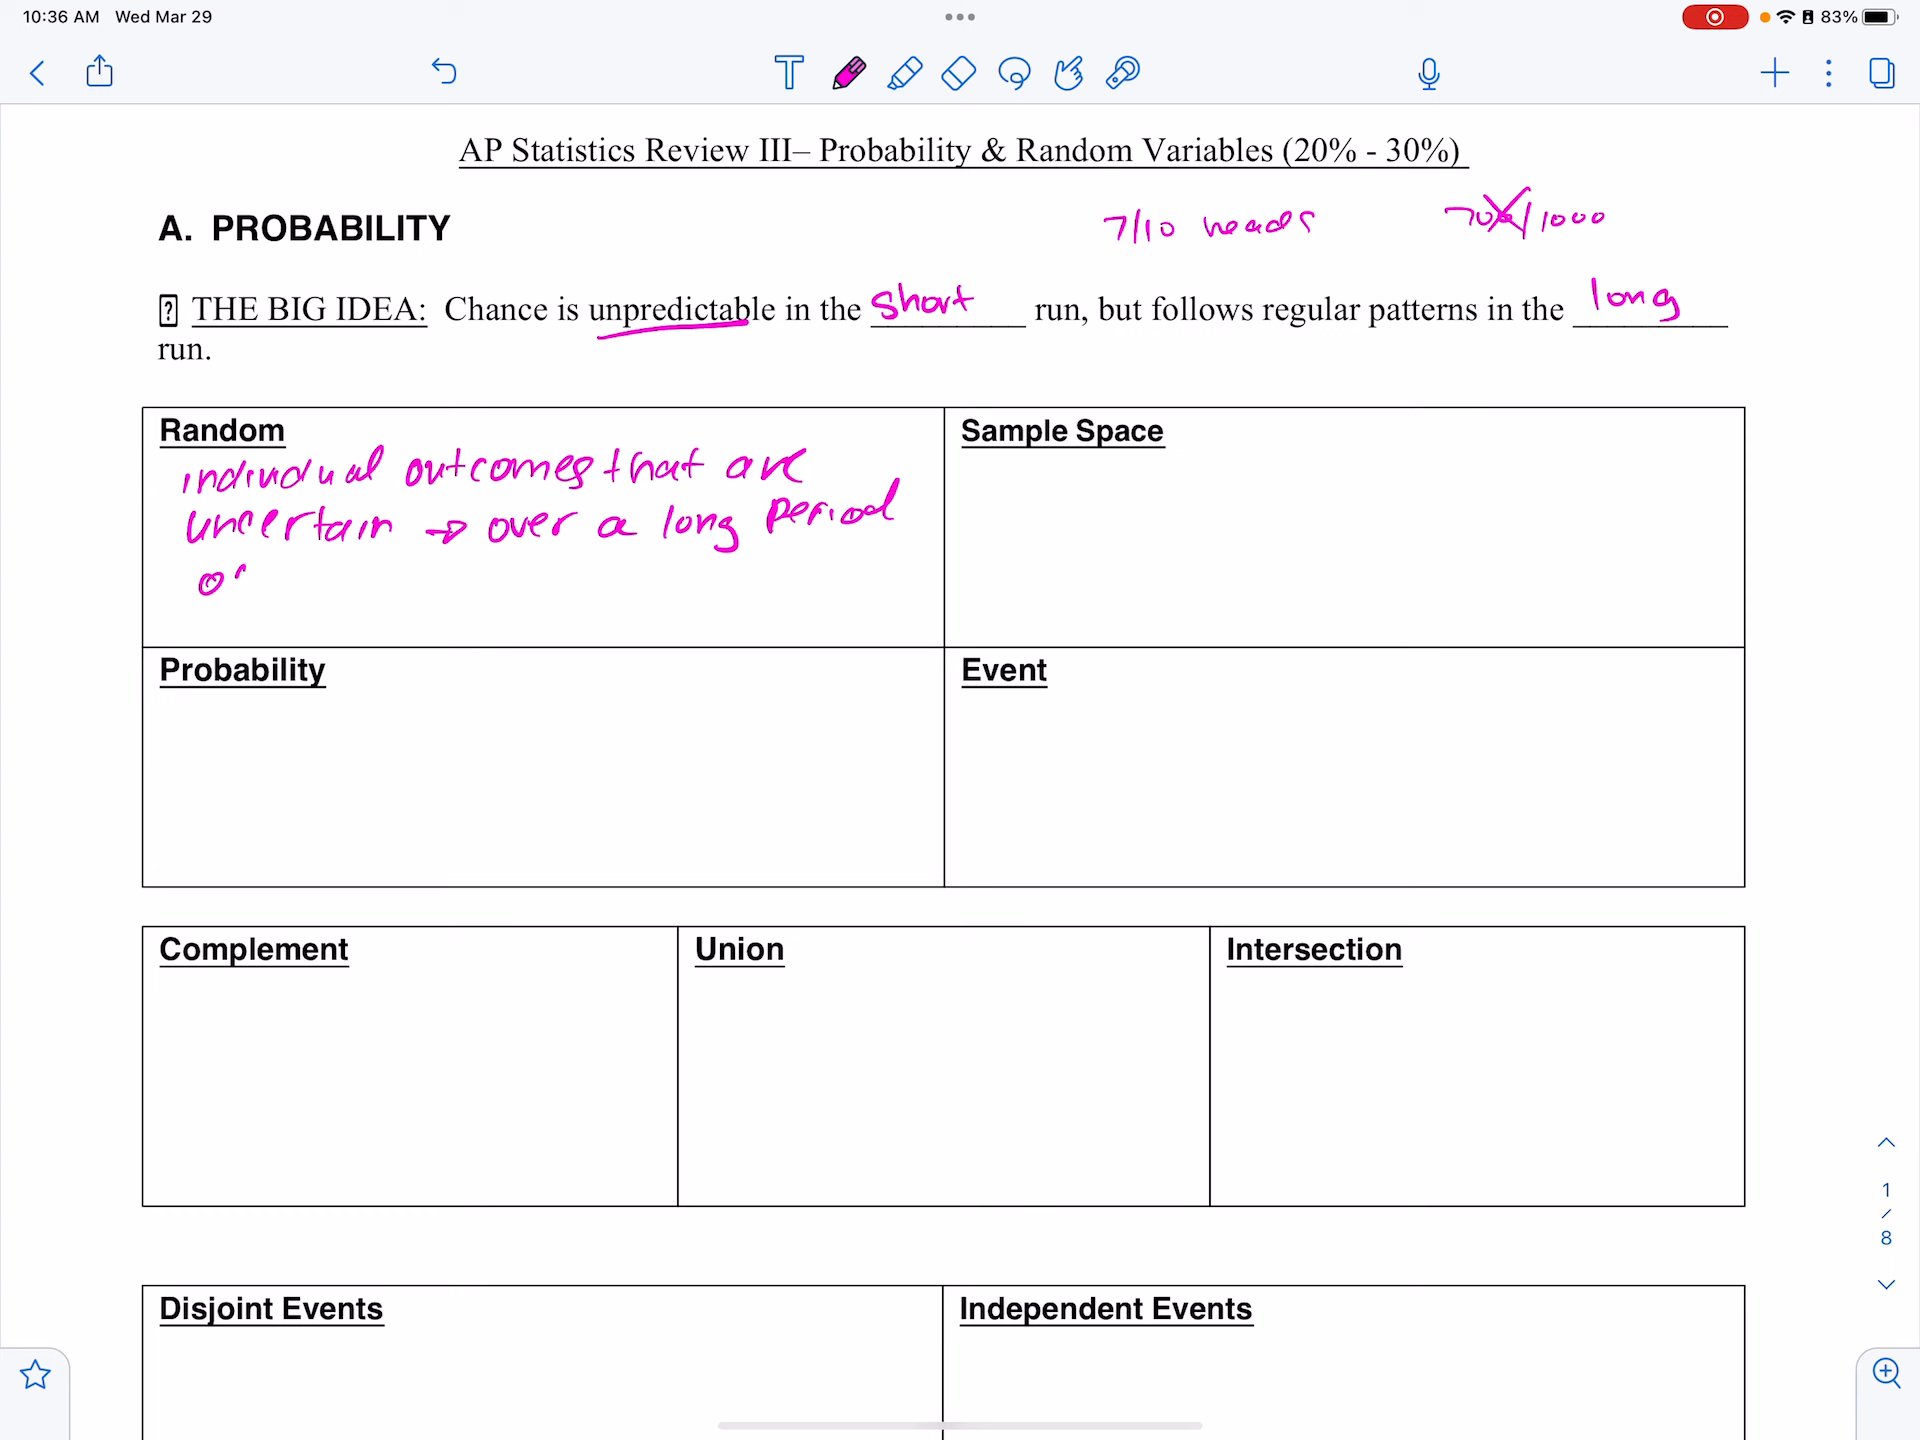 10:36 AM Wed Mar 29
83%
AP Statistics Review III– Probability & Random Variables (20% - 30%)
A. PROBABILITY
7/10 heads
/1000
THE BIG IDEA: Chance is unpredictable in the short run, but follows regular patterns in the long
run.
Random
individual outcomes that are
uncertain → over a long period
Sample Space
Probability
Event
Complement
Union
Intersection
1
/
8
Disjoint Events
Independent Events